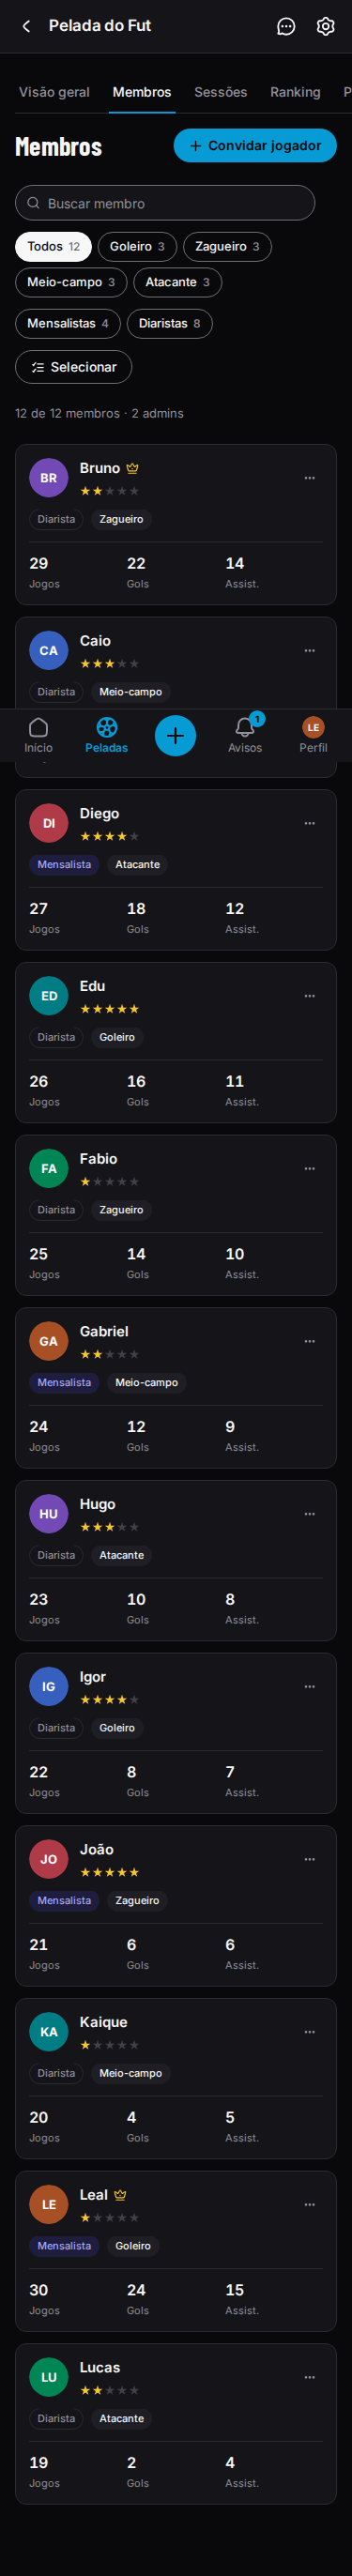 Pelada do Fut
Visão geral Membros Sessões Ranking P
Membros
+ Convidar jogador
Buscar membro
Todos 12 Goleiro 3 Zagueiro 3
Meio-campo 3 Atacante 3
Mensalistas 4 Diaristas 8
Selecionar
12 de 12 membros · 2 admins
BR Bruno
Diarista Zagueiro
29 22 14
Jogos Gols Assist.
CA Caio
Diarista Meio-campo
Início Peladas Avisos 1 LE Perfil
DI Diego
Mensalista Atacante
27 18 12
Jogos Gols Assist.
ED Edu
Diarista Goleiro
26 16 11
Jogos Gols Assist.
FA Fabio
Diarista Zagueiro
25 14 10
Jogos Gols Assist.
GA Gabriel
Mensalista Meio-campo
24 12 9
Jogos Gols Assist.
HU Hugo
Diarista Atacante
23 10 8
Jogos Gols Assist.
IG Igor
Diarista Goleiro
22 8 7
Jogos Gols Assist.
JO João
Mensalista Zagueiro
21 6 6
Jogos Gols Assist.
KA Kaique
Diarista Meio-campo
20 4 5
Jogos Gols Assist.
LE Leal
Mensalista Goleiro
30 24 15
Jogos Gols Assist.
LU Lucas
Diarista Atacante
19 2 4
Jogos Gols Assist.